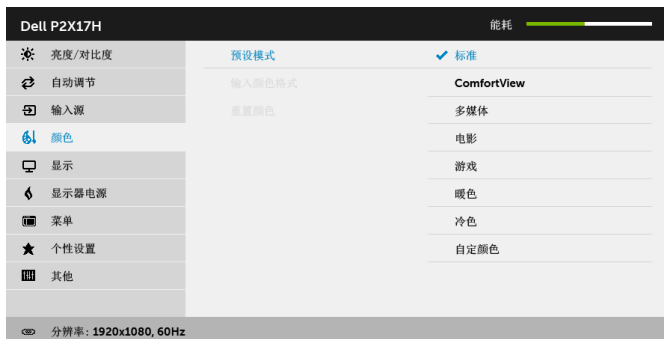 Dell P2X17H
能耗
亮度/对比度
预设模式
标准
自动调节
输入颜色格式
ComfortView
输入源
重置颜色
多媒体
颜色
电影
显示
游戏
显示器电源
暖色
菜单
冷色
个性设置
自定颜色
其他
分辨率: 1920x1080, 60Hz